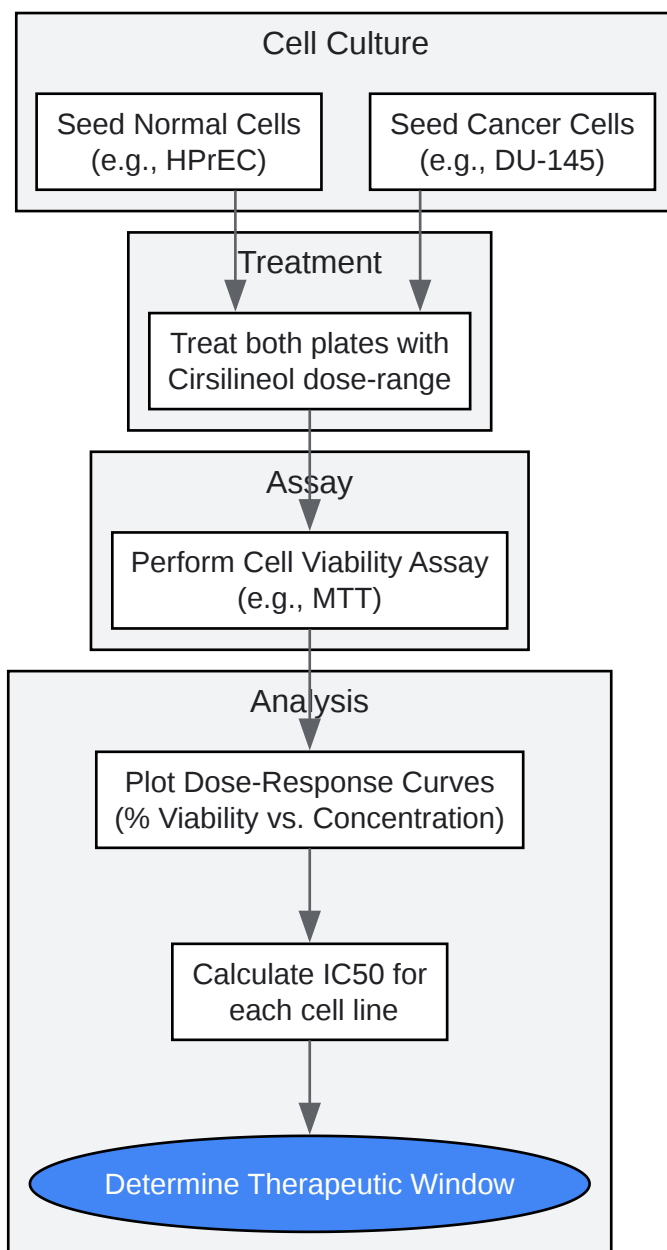 Cell Culture
Seed Normal Cells
(e.g., HPrEC)
Seed Cancer Cells
(e.g., DU-145)
Treatment
Treat both plates with
Cirsilineol dose-range
Assay
Perform Cell Viability Assay
(e.g., MTT)
Analysis
Plot Dose-Response Curves
(% Viability vs. Concentration)
Calculate IC50 for
each cell line
Determine Therapeutic Window